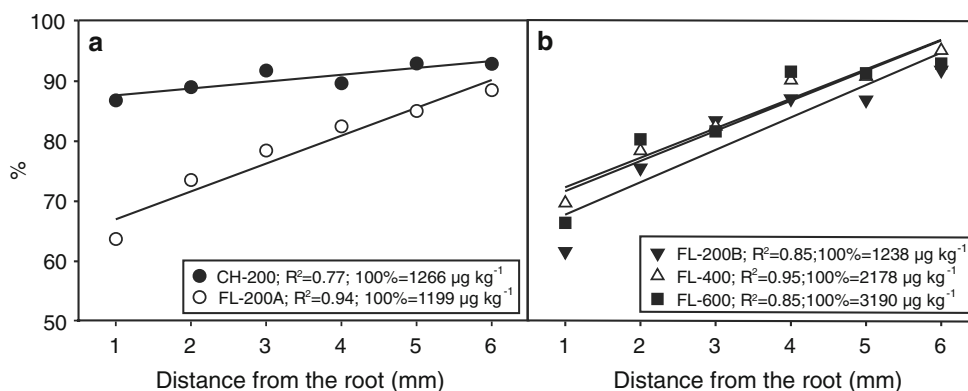 100
90
80
70
60
50
%
a
CH-200; R²=0.77; 100%=1266 µg kg⁻¹
FL-200A; R²=0.94; 100%=1199 µg kg⁻¹
1 2 3 4 5 6
Distance from the root (mm)
b
FL-200B; R²=0.85;100%=1238 µg kg⁻¹
FL-400; R²=0.95;100%=2178 µg kg⁻¹
FL-600; R²=0.85;100%=3190 µg kg⁻¹
1 2 3 4 5 6
Distance from the root (mm)